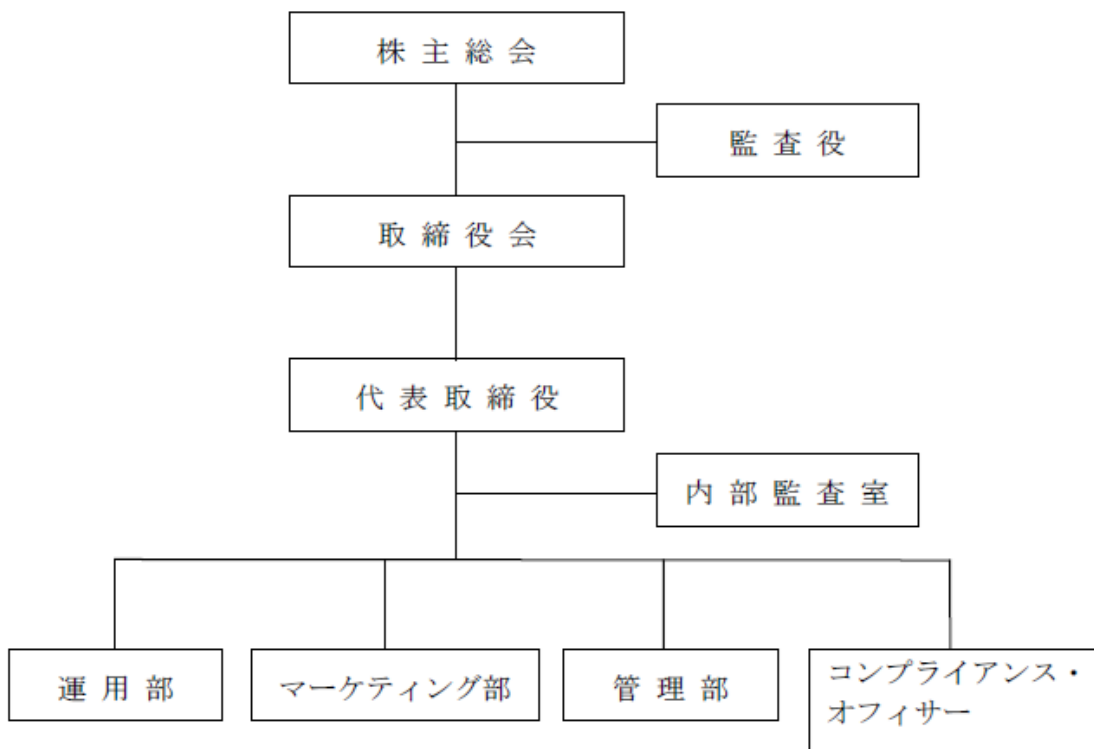 株主総会
監査役
取締役会
代表取締役
内部監査室
運用部
マーケティング部
管理部
コンプライアンス・
オフィサー